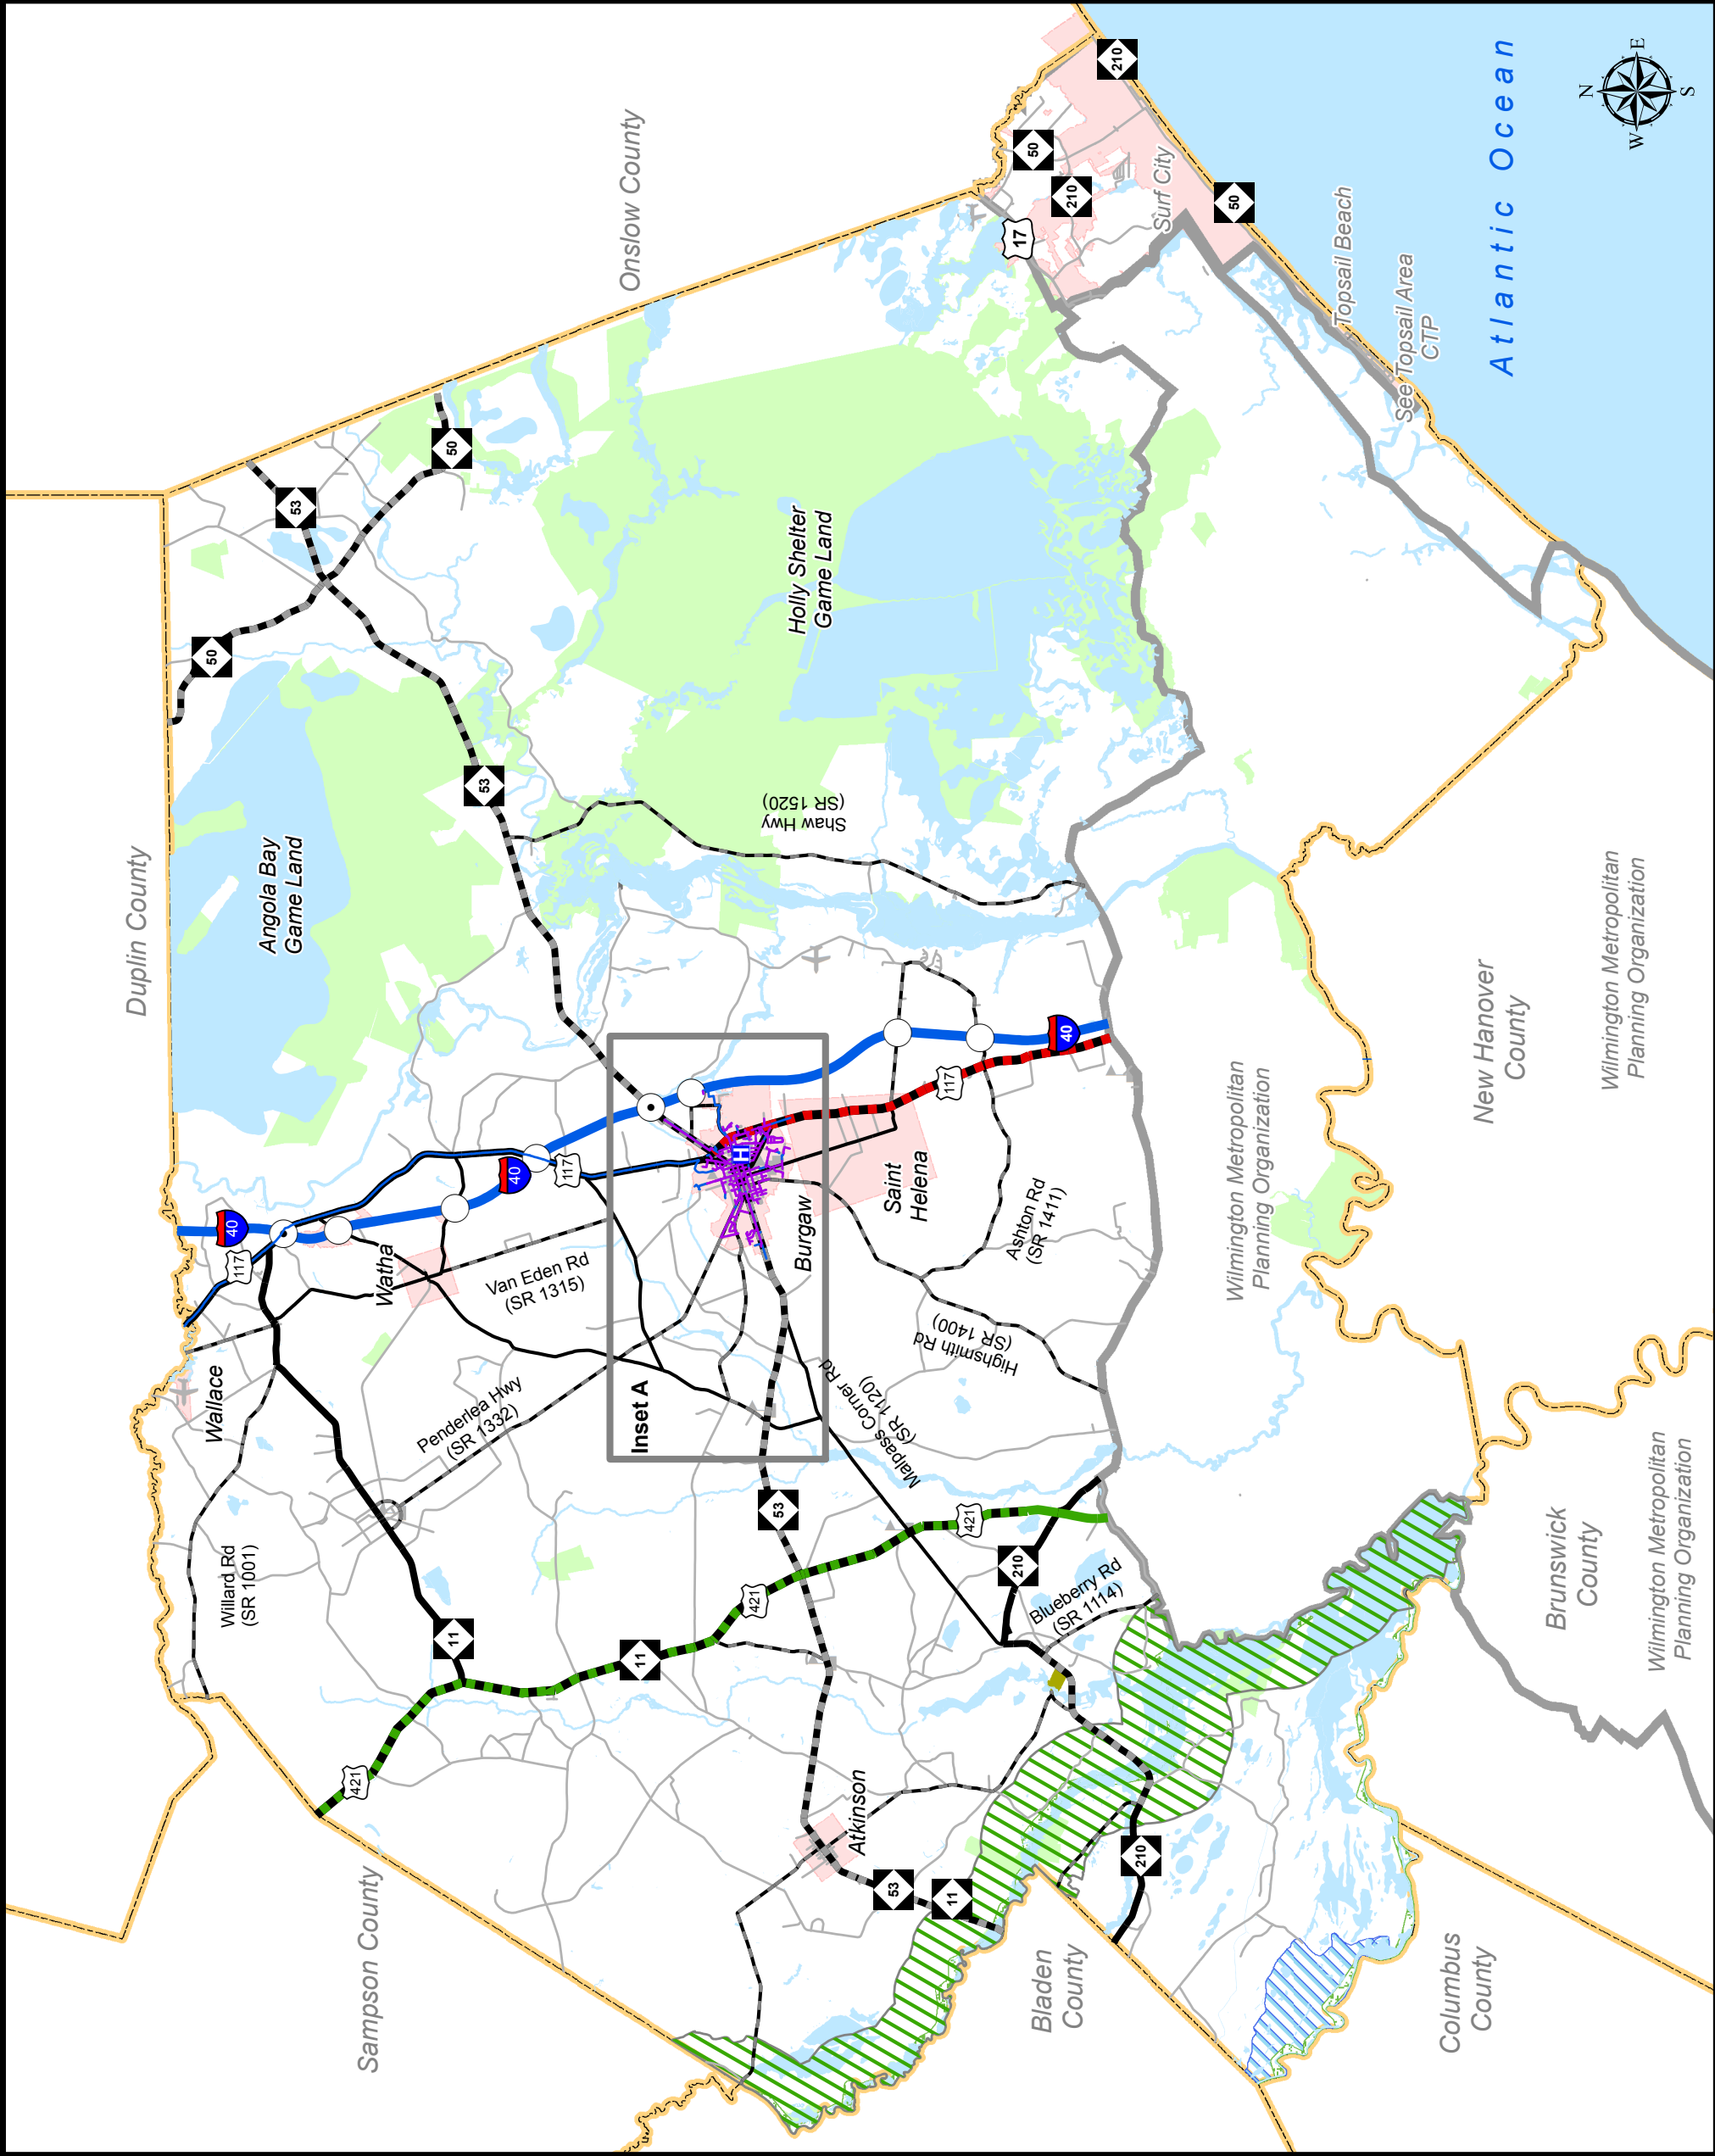 Duplin County
Willard Rd
(SR 1001)
Wallace
50
117
40
Angola Bay
Game Land
53
421
Sampson County
11
Penderlea Hwy
(SR 1332)
Watha
50
53
Van Eden Rd
(SR 1315)
40
117
Onslow County
11
Inset A
421
53
H
Shaw Hwy
(SR 1520)
Holly Shelter
Game Land
Burgaw
Atkinson
53
Malpass Corner Rd
(SR 1120)
Saint
Helena
11
421
117
Highsmith Rd
(SR 1400)
Ashton Rd
(SR 1411)
17
50
210
Bladen
County
210
Blueberry Rd
(SR 1114)
40
210
210
Surf City
50
Wilmington Metropolitan
Planning Organization
Topsail Beach
See Topsail Area
CTP
Columbus
County
New Hanover
County
Atlantic Ocean
Brunswick
County
Wilmington Metropolitan
Planning Organization
Wilmington Metropolitan
Planning Organization
N
W
E
S